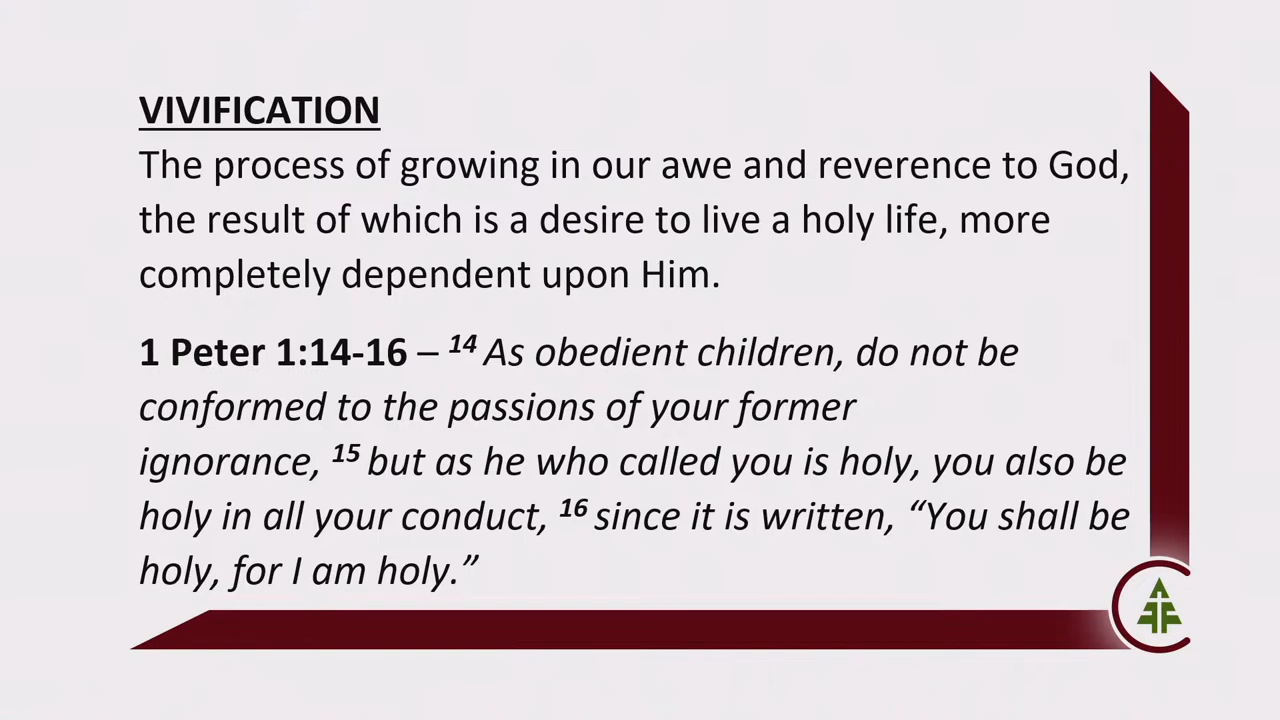 VIVIFICATION
The process of growing in our awe and reverence to God,
the result of which is a desire to live a holy life, more
completely dependent upon Him.
1 Peter 1:14-16 – 14 As obedient children, do not be
conformed to the passions of your former
ignorance, 15 but as he who called you is holy, you also be
holy in all your conduct, 16 since it is written, “You shall be
holy, for I am holy.”